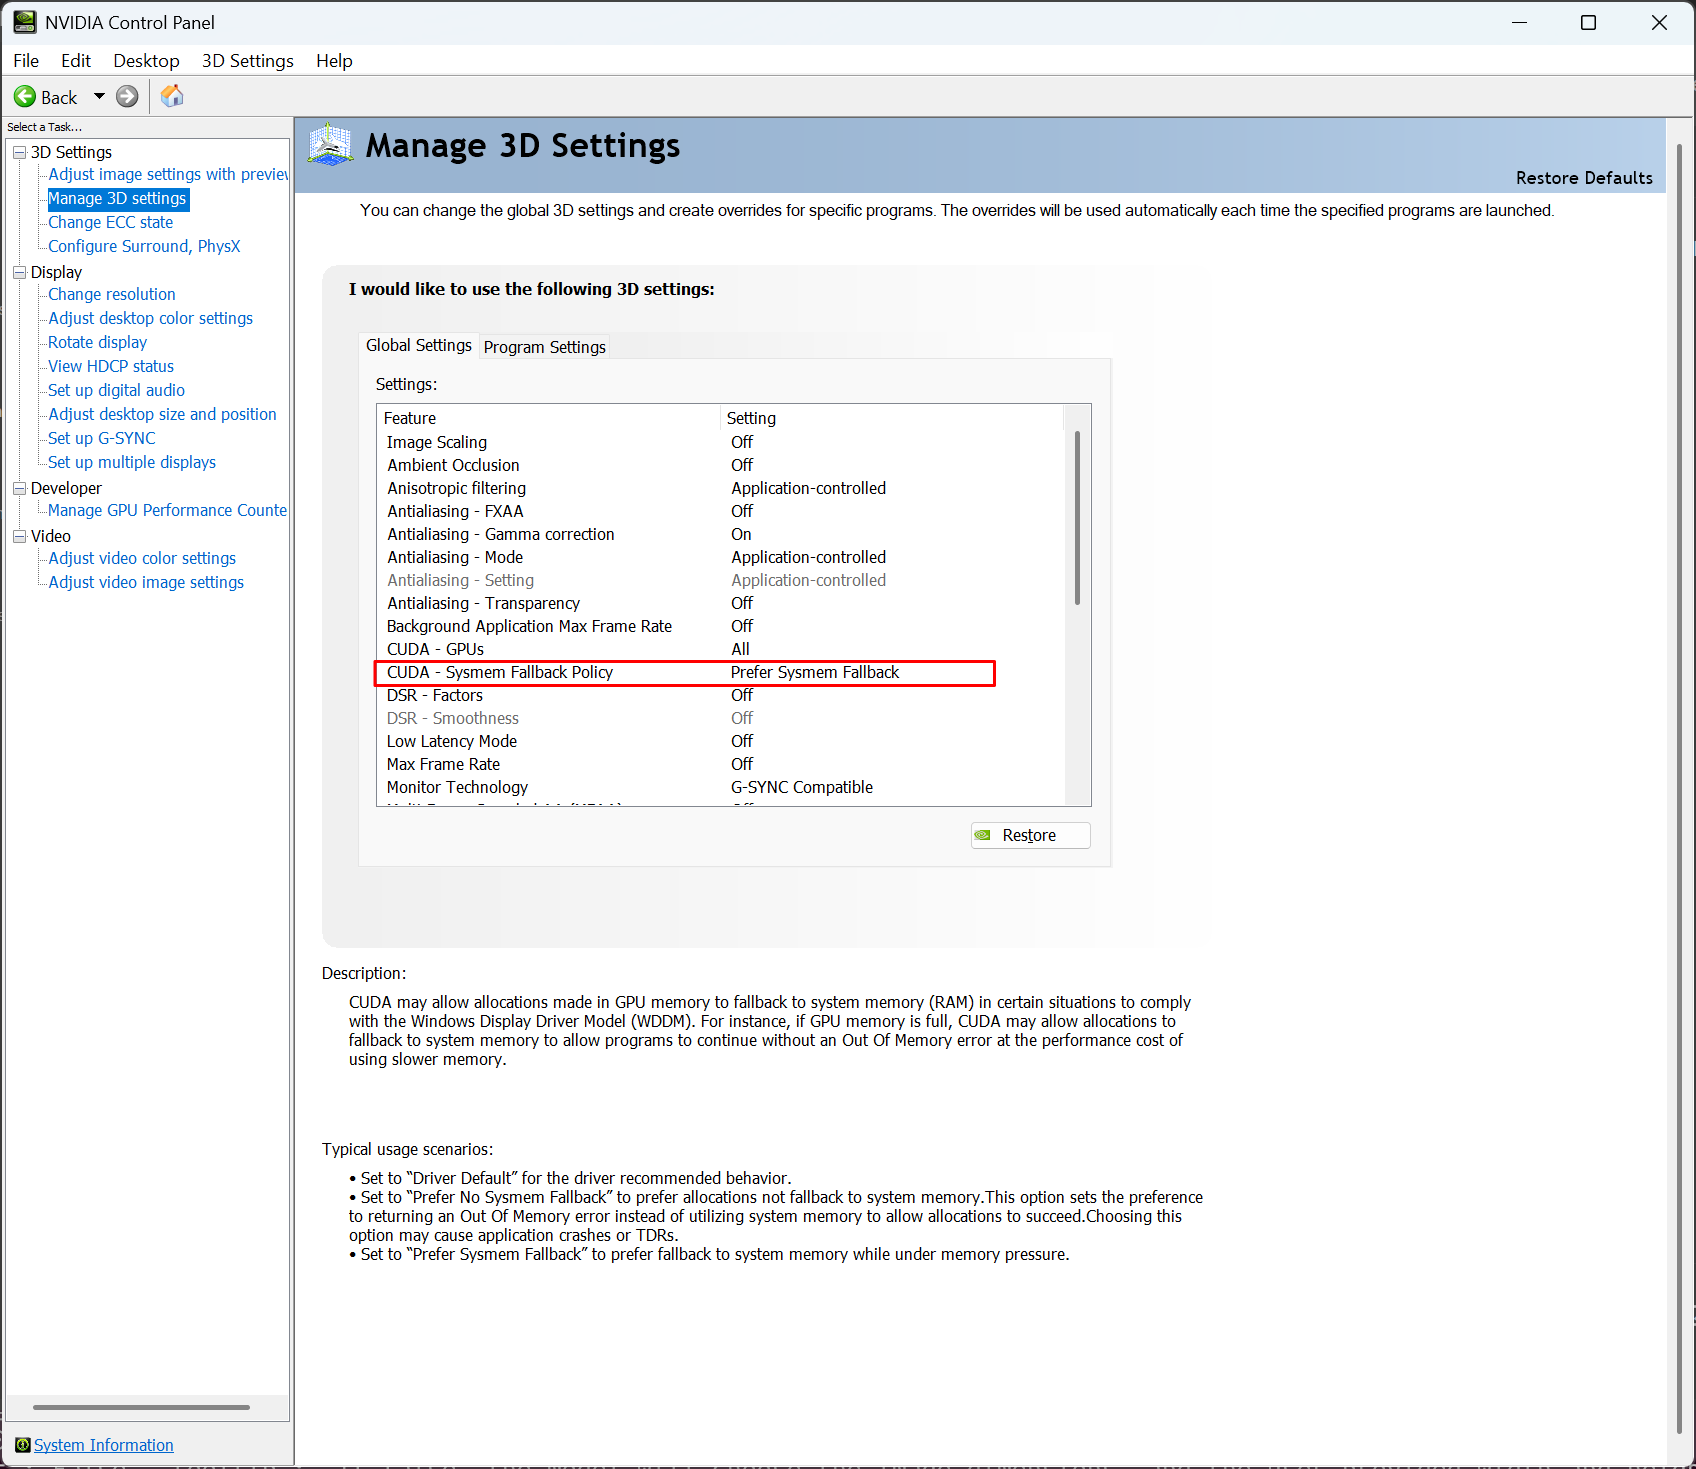 NVIDIA Control Panel
File Edit Desktop 3D Settings Help
Back
Select a Task...
3D Settings
Adjust image settings with preview
Manage 3D settings
Change ECC state
Configure Surround, PhysX
Display
Change resolution
Adjust desktop color settings
Rotate display
View HDCP status
Set up digital audio
Adjust desktop size and position
Set up G-SYNC
Set up multiple displays
Developer
Manage GPU Performance Counte
Video
Adjust video color settings
Adjust video image settings
System Information
Manage 3D Settings
Restore Defaults
You can change the global 3D settings and create overrides for specific programs. The overrides will be used automatically each time the specified programs are launched.
I would like to use the following 3D settings:
Global Settings Program Settings
Settings:
Feature Setting
Image Scaling Off
Ambient Occlusion Off
Anisotropic filtering Application-controlled
Antialiasing - FXAA Off
Antialiasing - Gamma correction On
Antialiasing - Mode Application-controlled
Antialiasing - Setting Application-controlled
Antialiasing - Transparency Off
Background Application Max Frame Rate Off
CUDA - GPUs All
CUDA - Sysmem Fallback Policy Prefer Sysmem Fallback
DSR - Factors Off
DSR - Smoothness Off
Low Latency Mode Off
Max Frame Rate Off
Monitor Technology G-SYNC Compatible
Restore
Description:
CUDA may allow allocations made in GPU memory to fallback to system memory (RAM) in certain situations to comply
with the Windows Display Driver Model (WDDM). For instance, if GPU memory is full, CUDA may allow allocations to
fallback to system memory to allow programs to continue without an Out Of Memory error at the performance cost of
using slower memory.
Typical usage scenarios:
• Set to “Driver Default” for the driver recommended behavior.
• Set to “Prefer No Sysmem Fallback” to prefer allocations not fallback to system memory.This option sets the preference
to returning an Out Of Memory error instead of utilizing system memory to allow allocations to succeed.Choosing this
option may cause application crashes or TDRs.
• Set to “Prefer Sysmem Fallback” to prefer fallback to system memory while under memory pressure.